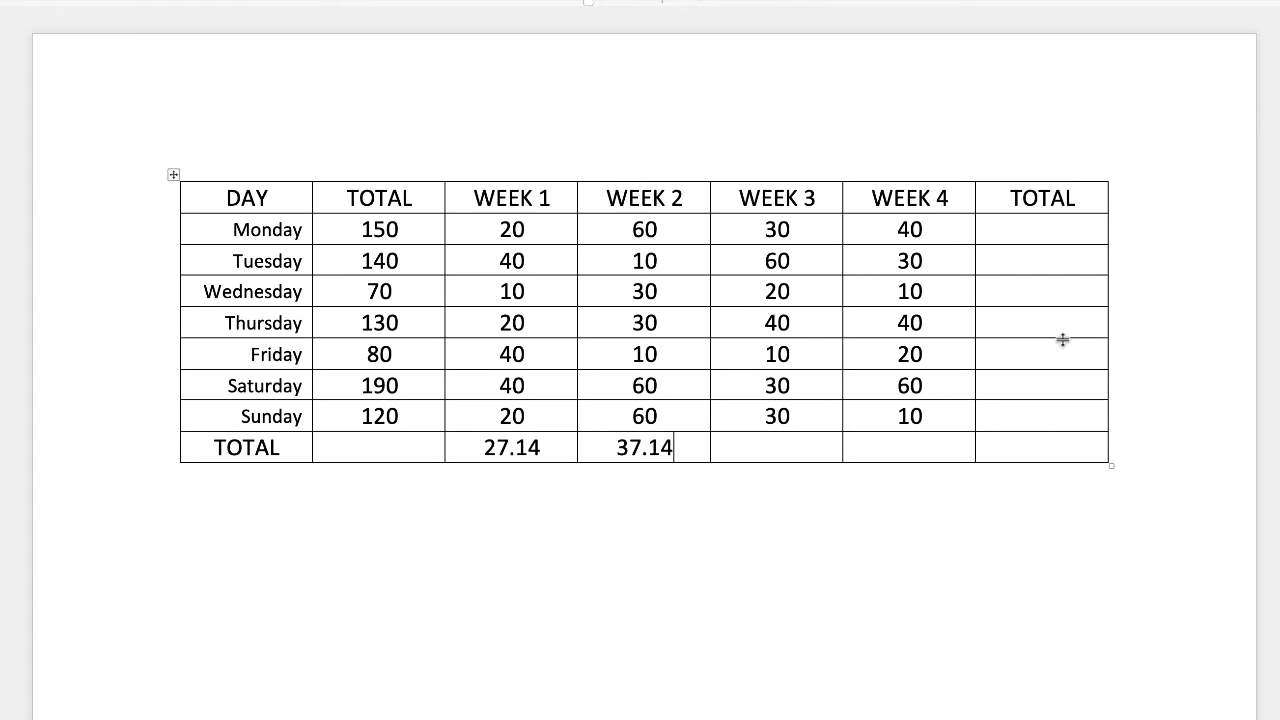 DAY TOTAL WEEK 1 WEEK 2 WEEK 3 WEEK 4 TOTAL
Monday 150 20 60 30 40
Tuesday 140 40 10 60 30
Wednesday 70 10 30 20 10
Thursday 130 20 30 40 40
Friday 80 40 10 10 20
Saturday 190 40 60 30 60
Sunday 120 20 60 30 10
TOTAL 27.14 37.14